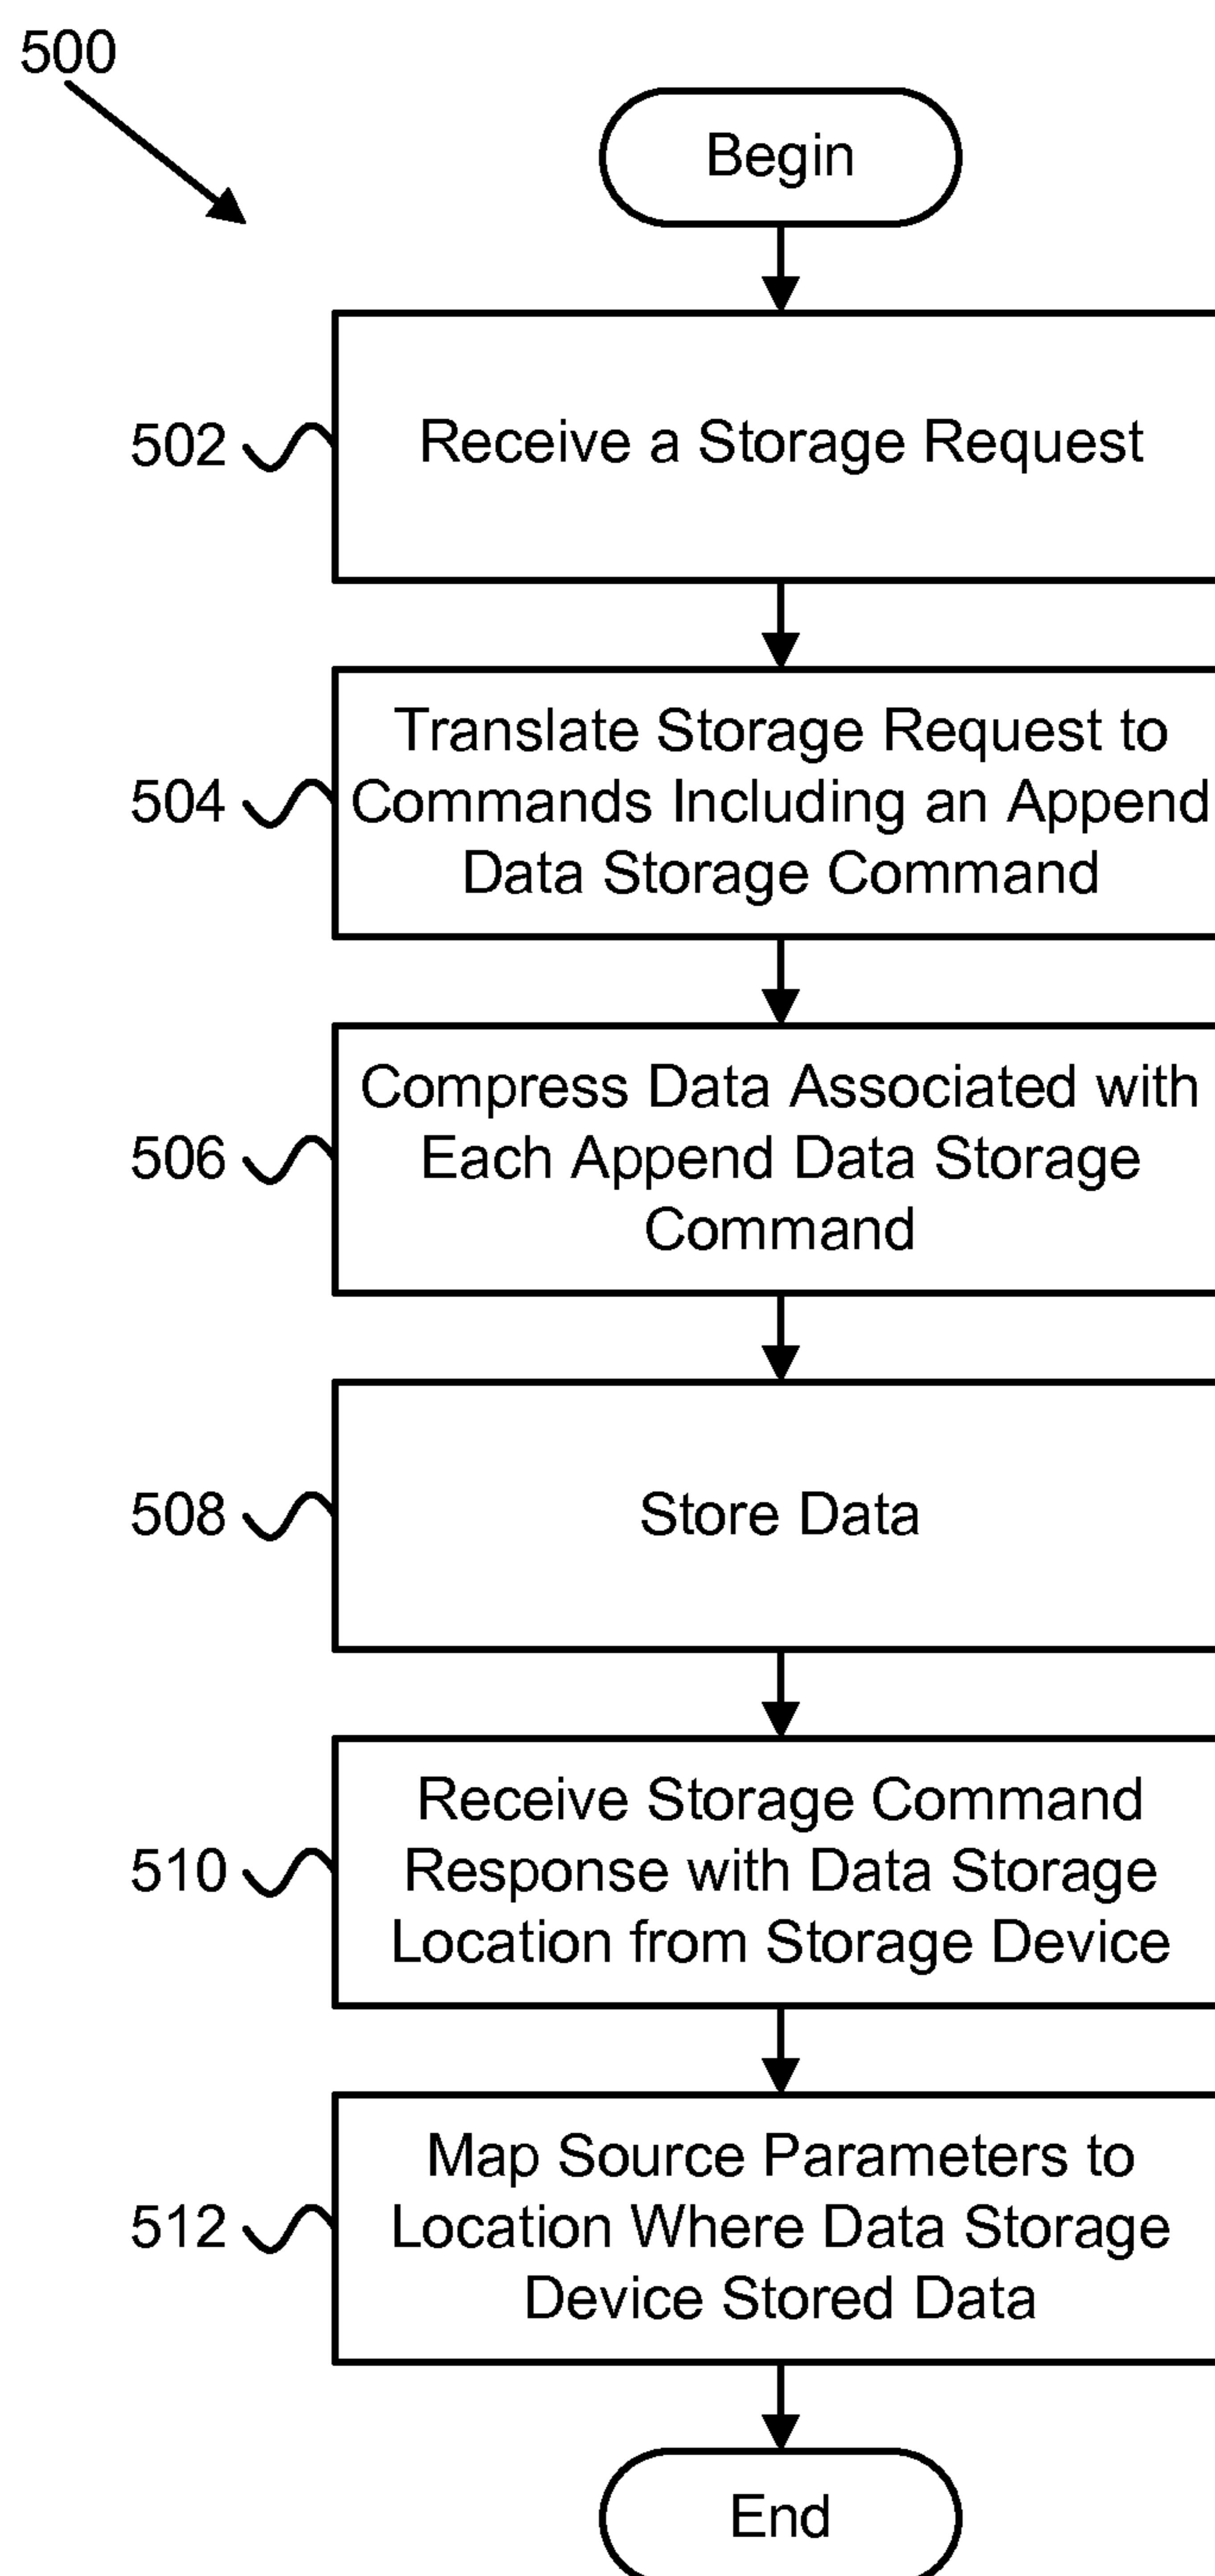 500
Begin
502
Receive a Storage Request
504
Translate Storage Request to
Commands Including an Append
Data Storage Command
506
Compress Data Associated with
Each Append Data Storage
Command
508
Store Data
510
Receive Storage Command
Response with Data Storage
Location from Storage Device
512
Map Source Parameters to
Location Where Data Storage
Device Stored Data
End